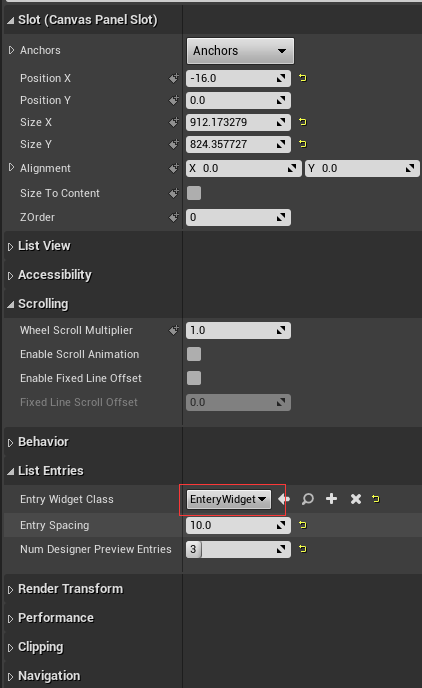 Slot (Canvas Panel Slot)
Anchors Anchors
Position X -16.0
Position Y 0.0
Size X 912.173279
Size Y 824.357727
Alignment X 0.0 Y 0.0
Size To Content
ZOrder 0
List View
Accessibility
Scrolling
Wheel Scroll Multiplier 1.0
Enable Scroll Animation
Enable Fixed Line Offset
Fixed Line Scroll Offset 0.0
Behavior
List Entries
Entry Widget Class EnteryWidget
Entry Spacing 10.0
Num Designer Preview Entries 3
Render Transform
Performance
Clipping
Navigation